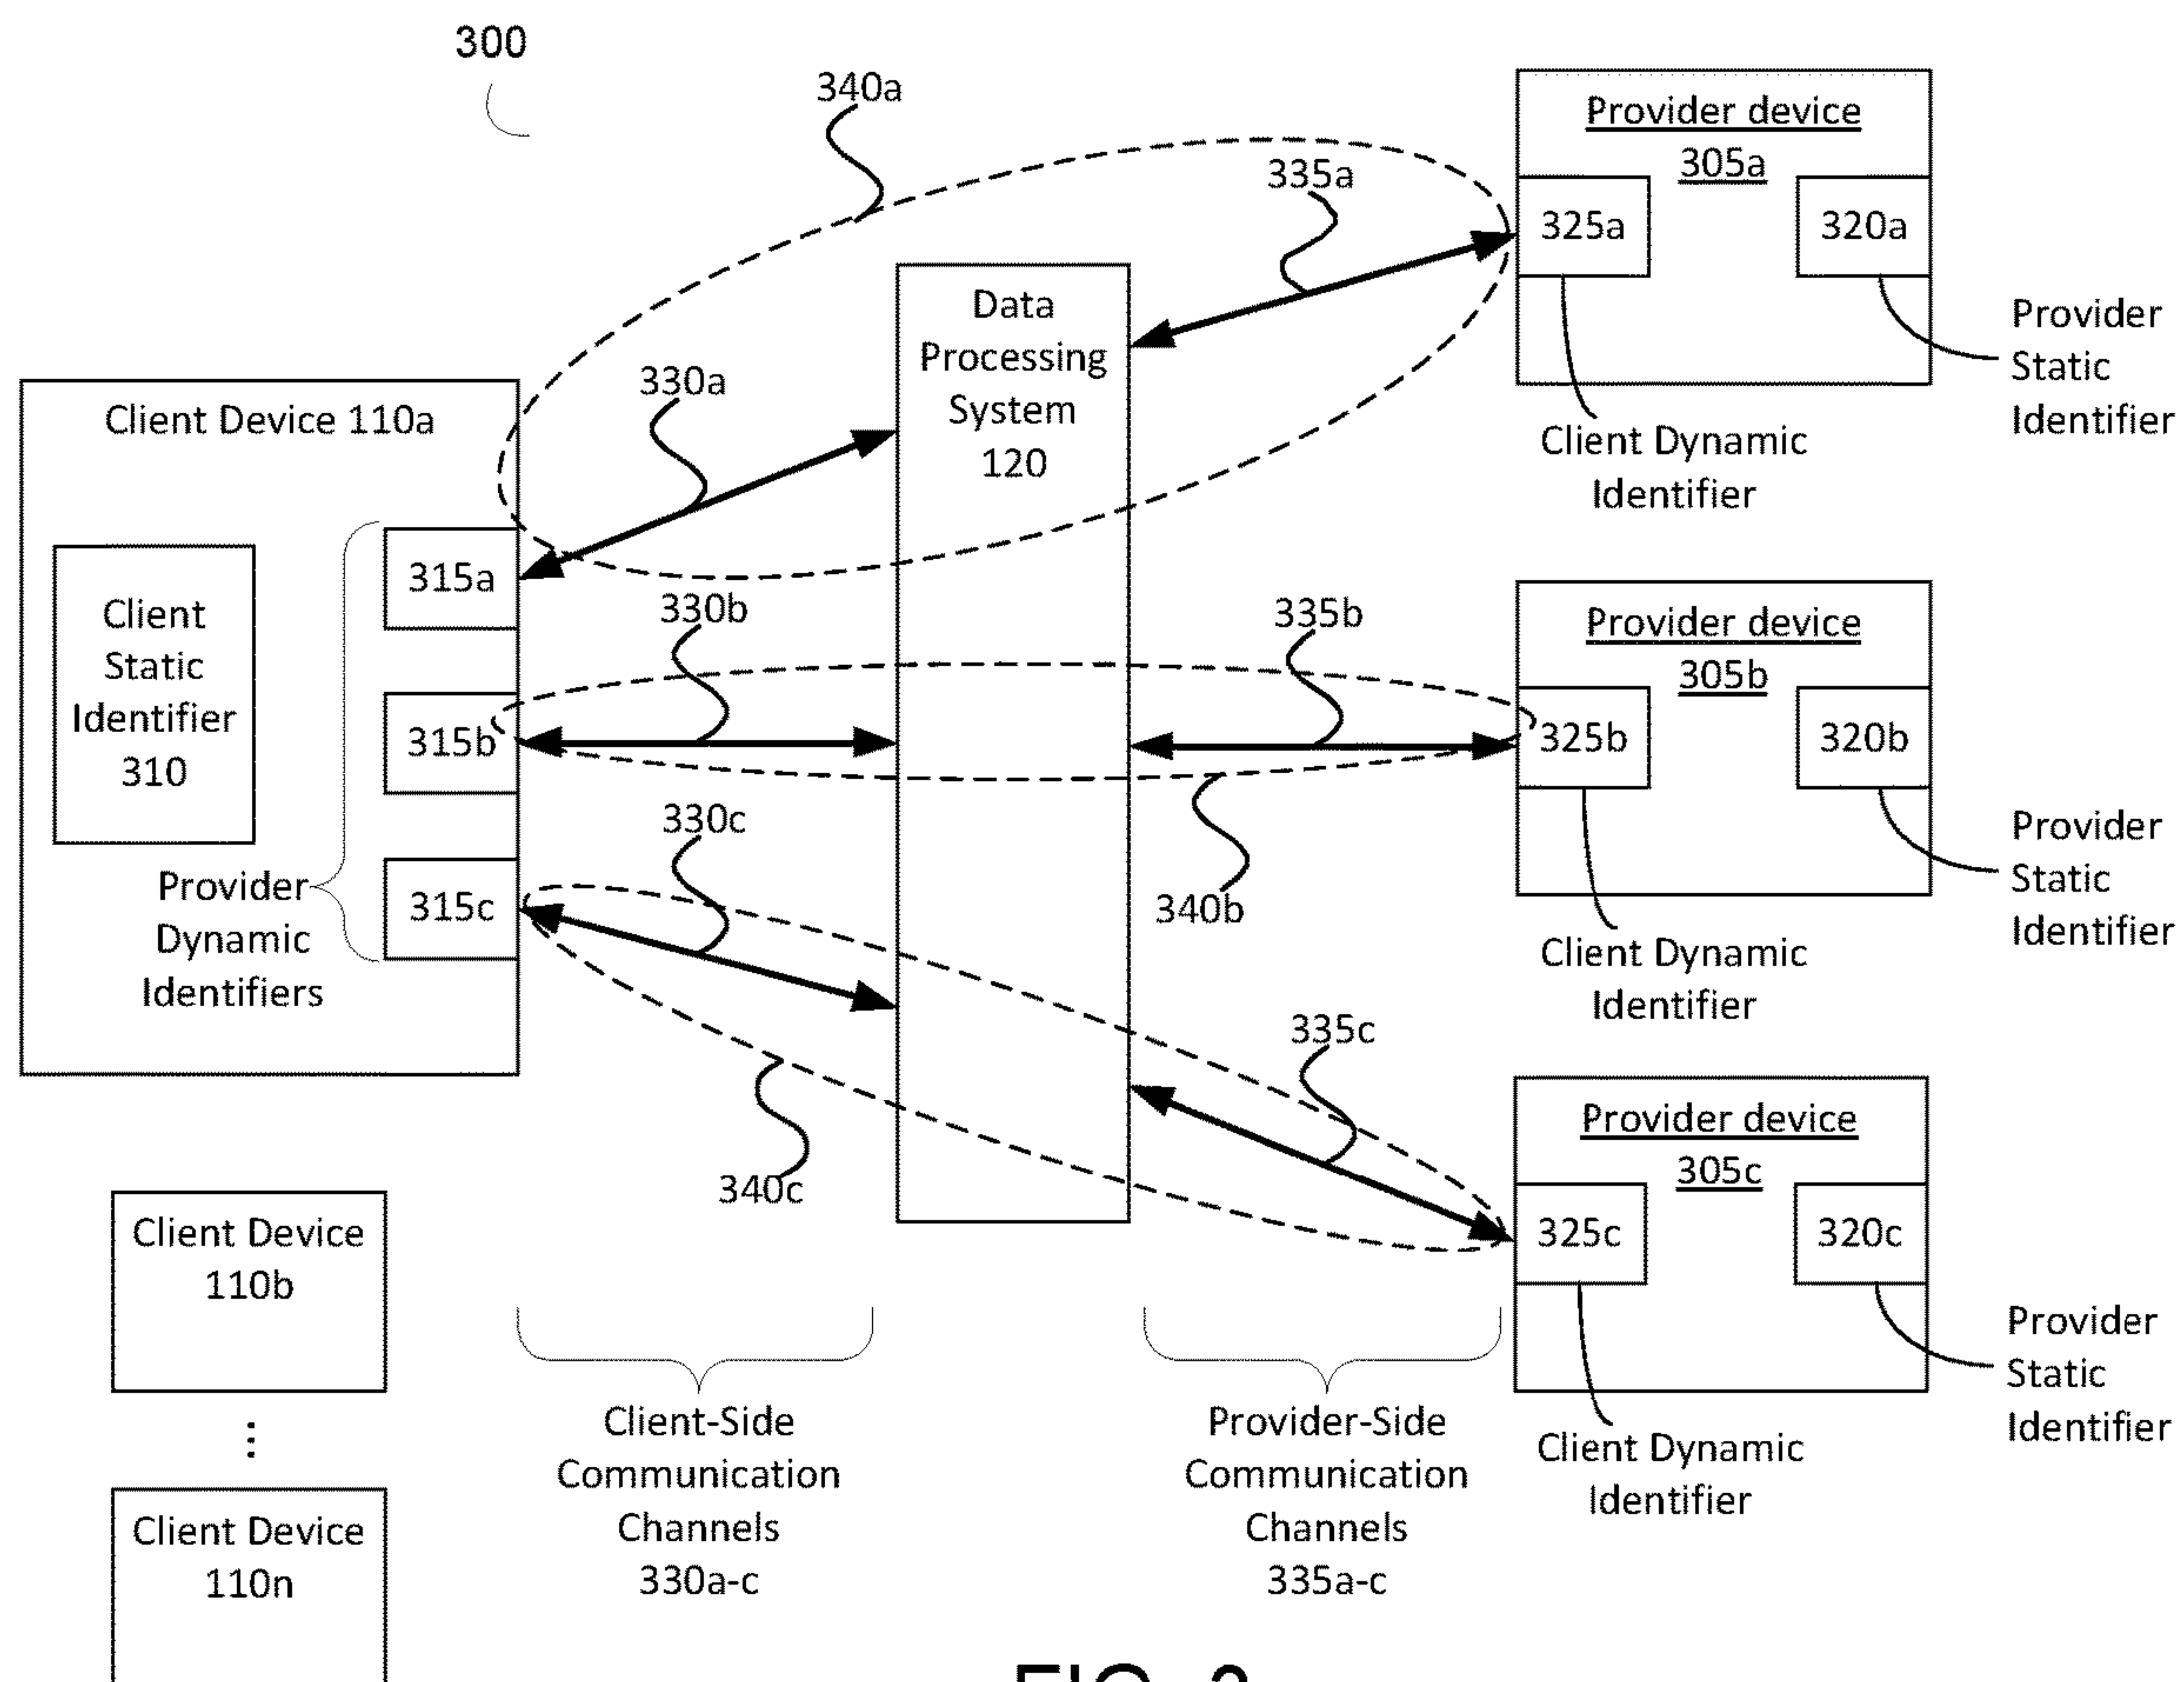 300
340a
335a
330a
Provider device
305a
325a
320a
Provider
Static
Identifier
Client Dynamic
Identifier
Data
Processing
System
120
Client Device 110a
Client
Static
Identifier
310
315a
315b
315c
Provider
Dynamic
Identifiers
330b
335b
330c
340b
335c
340c
Provider device
305b
325b
320b
Provider
Static
Identifier
Client Dynamic
Identifier
Provider device
305c
325c
320c
Provider
Static
Identifier
Client Dynamic
Identifier
Client Device
110b
⋮
Client Device
110n
Client-Side
Communication
Channels
330a-c
Provider-Side
Communication
Channels
335a-c
FIG. 3